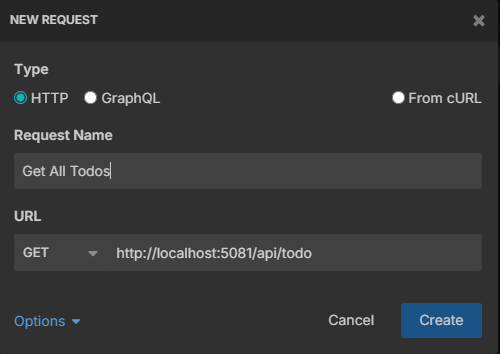 NEW REQUEST
Type
HTTP GraphQL From cURL
Request Name
Get All Todos
URL
GET http://localhost:5081/api/todo
Options Cancel Create